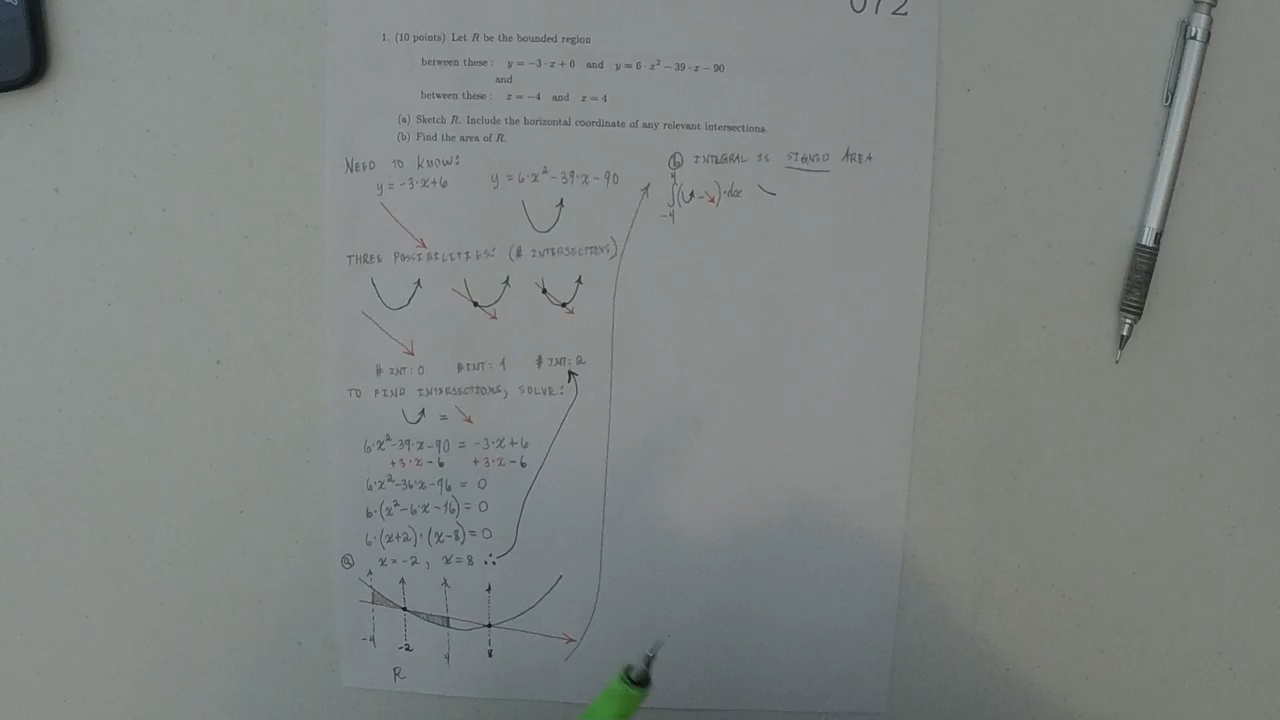 072
1. (10 points) Let R be the bounded region
between these : y = −3 · x + 6 and y = 6 · x² − 39 · x − 90
and
between these : x = −4 and x = 4
(a) Sketch R. Include the horizontal coordinate of any relevant intersections.
(b) Find the area of R.
NEED TO KNOW:
y = -3·x+6 y = 6·x²-39·x-90
THREE POSSIBILITIES: (# INTERSECTIONS)
# INT: 0 # INT: 1 # INT: 2
TO FIND INTERSECTIONS, SOLVE:
=
6·x²-39·x-90 = -3·x+6
+3·x-6 +3·x-6
6·x²-36·x-96 = 0
6·(x²-6·x-16) = 0
6·(x+2)·(x-8) = 0
(a) x = -2, x = 8 ∴
-4 -2 4 8
R
(b) INTEGRAL IS SIGNED AREA
4
∫( - )·dx
-4